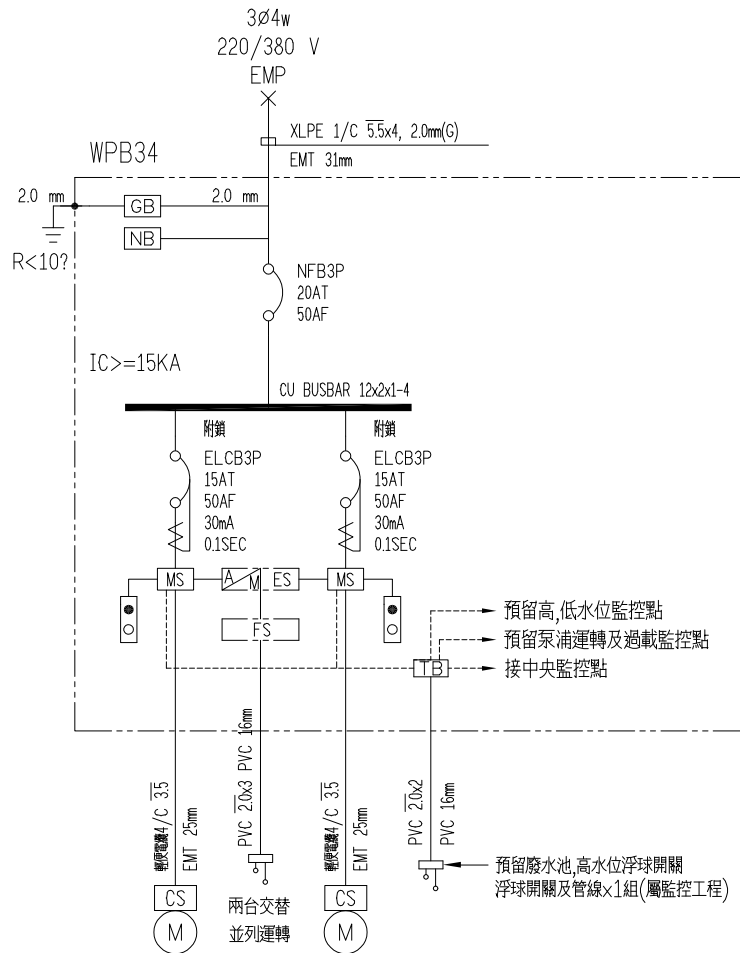 3Ø4w
220/380 V
EMP
XLPE 1/C 5.5x4, 2.0mm(G)
EMT 31mm
WPB34
2.0 mm
GB
2.0 mm
NB
R<10?
NFB3P
20AT
50AF
IC>=15KA
CU BUSBAR 12x2x1-4
附鎖
ELCB3P
15AT
50AF
30mA
0.1SEC
附鎖
ELCB3P
15AT
50AF
30mA
0.1SEC
MS
A
M
ES
MS
FS
預留高,低水位監控點
預留泵浦運轉及過載監控點
TB
接中央監控點
輕便電纜4/C 3.5
EMT 25mm
PVC 2.0x3 PVC 16mm
輕便電纜4/C 3.5
EMT 25mm
PVC 2.0x2
PVC 16mm
預留廢水池,高水位浮球開關
浮球開關及管線x1組(屬監控工程)
CS
M
兩台交替
並列運轉
CS
M